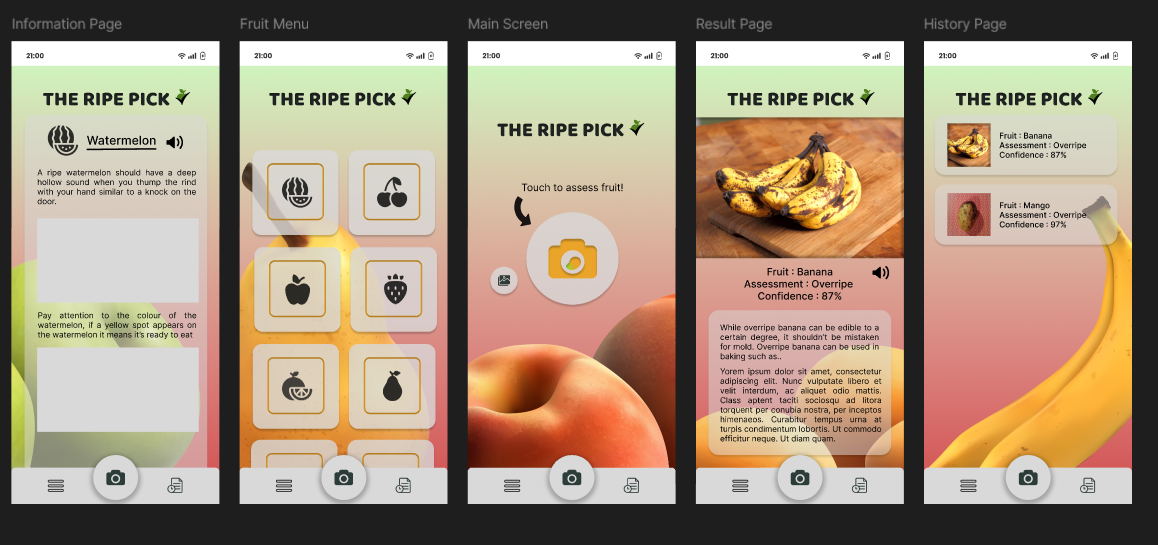 Information Page
21:00
THE RIPE PICK
Watermelon
A ripe watermelon should have a deep
hollow sound when you thump the rind
with your hand similar to a knock on the
door.
Pay attention to the colour of the
watermelon, if a yellow spot appears on
the watermelon it means it's ready to eat
Fruit Menu
21:00
THE RIPE PICK
Main Screen
21:00
THE RIPE PICK
Touch to assess fruit!
Result Page
21:00
THE RIPE PICK
Fruit : Banana
Assessment : Overripe
Confidence : 87%
While overripe banana can be edible to a
certain degree, it shouldn't be mistaken
for mold. Overripe banana can be used in
baking such as..
Yorem ipsum dolor sit amet, consectetur
adipiscing elit. Nunc vulputate libero et
velit interdum, ac aliquet odio mattis.
Class aptent taciti sociosqu ad litora
torquent per conubia nostra, per inceptos
himenaeos. Curabitur tempus urna at
turpis condimentum lobortis. Ut commodo
efficitur neque. Ut diam quam.
History Page
21:00
THE RIPE PICK
Fruit : Banana
Assessment : Overripe
Confidence : 87%
Fruit : Mango
Assessment : Overripe
Confidence : 97%